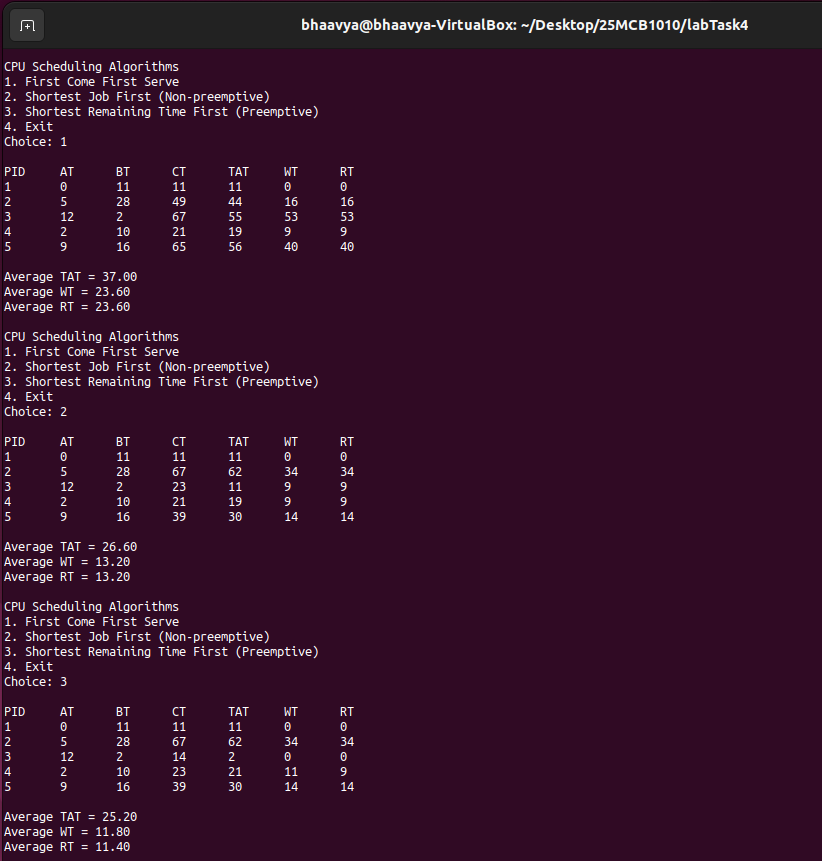 bhaavya@bhaavya-VirtualBox: ~/Desktop/25MCB1010/labTask4
CPU Scheduling Algorithms
1. First Come First Serve
2. Shortest Job First (Non-preemptive)
3. Shortest Remaining Time First (Preemptive)
4. Exit
Choice: 1
PID AT BT CT TAT WT RT
1 0 11 11 11 0 0
2 5 28 49 44 16 16
3 12 2 67 55 53 53
4 2 10 21 19 9 9
5 9 16 65 56 40 40
Average TAT = 37.00
Average WT = 23.60
Average RT = 23.60
CPU Scheduling Algorithms
1. First Come First Serve
2. Shortest Job First (Non-preemptive)
3. Shortest Remaining Time First (Preemptive)
4. Exit
Choice: 2
PID AT BT CT TAT WT RT
1 0 11 11 11 0 0
2 5 28 67 62 34 34
3 12 2 23 11 9 9
4 2 10 21 19 9 9
5 9 16 39 30 14 14
Average TAT = 26.60
Average WT = 13.20
Average RT = 13.20
CPU Scheduling Algorithms
1. First Come First Serve
2. Shortest Job First (Non-preemptive)
3. Shortest Remaining Time First (Preemptive)
4. Exit
Choice: 3
PID AT BT CT TAT WT RT
1 0 11 11 11 0 0
2 5 28 67 62 34 34
3 12 2 14 2 0 0
4 2 10 23 21 11 9
5 9 16 39 30 14 14
Average TAT = 25.20
Average WT = 11.80
Average RT = 11.40